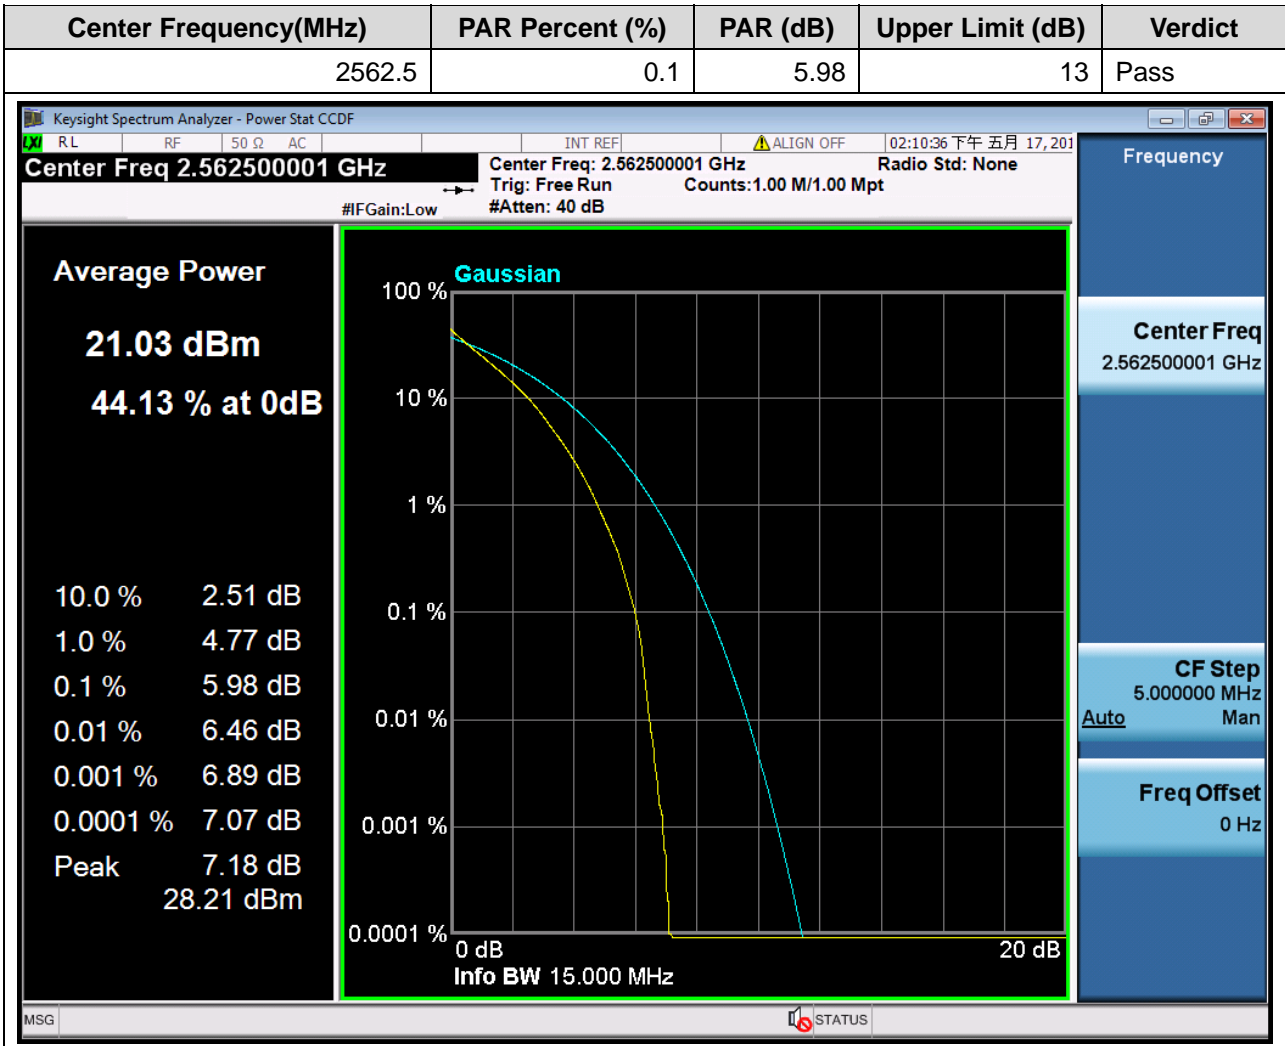 Center Frequency(MHz) PAR Percent (%) PAR (dB) Upper Limit (dB) Verdict
2562.5 0.1 5.98 13 Pass
Keysight Spectrum Analyzer - Power Stat CCDF
LXI RL RF 50 Ω AC INT REF ALIGN OFF 02:10:36 下午 五月 17, 201
Center Freq 2.562500001 GHz
Center Freq: 2.562500001 GHz Radio Std: None
Trig: Free Run Counts:1.00 M/1.00 Mpt
#IFGain:Low #Atten: 40 dB
Frequency
Average Power
21.03 dBm
44.13 % at 0dB
10.0 % 2.51 dB
1.0 % 4.77 dB
0.1 % 5.98 dB
0.01 % 6.46 dB
0.001 % 6.89 dB
0.0001 % 7.07 dB
Peak 7.18 dB
28.21 dBm
Gaussian
100 %
10 %
1 %
0.1 %
0.01 %
0.001 %
0.0001 %
0 dB 20 dB
Info BW 15.000 MHz
Center Freq
2.562500001 GHz
CF Step
5.000000 MHz
Auto Man
Freq Offset
0 Hz
MSG STATUS